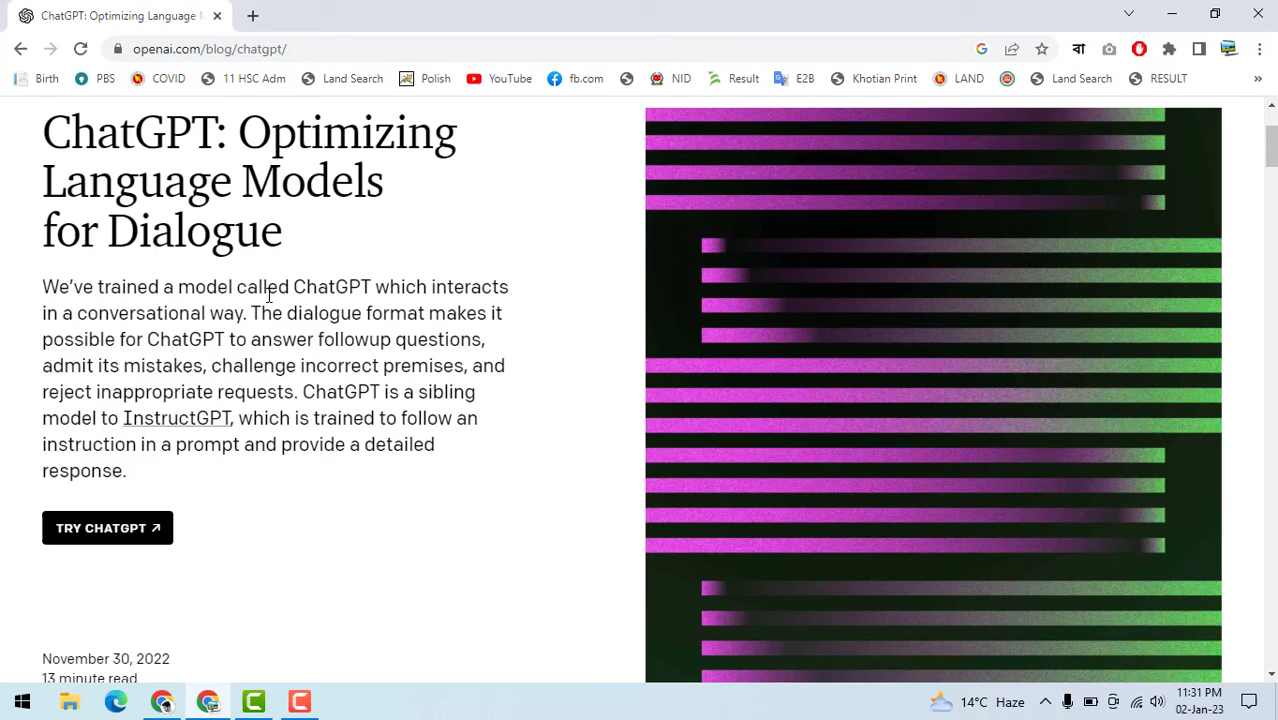 ChatGPT: Optimizing Language M
openai.com/blog/chatgpt/
বা
Birth PBS COVID 11 HSC Adm Land Search Polish YouTube fb.com NID Result E2B Khotian Print LAND Land Search RESULT »
ChatGPT: Optimizing
Language Models
for Dialogue
We’ve trained a model called ChatGPT which interacts
in a conversational way. The dialogue format makes it
possible for ChatGPT to answer followup questions,
admit its mistakes, challenge incorrect premises, and
reject inappropriate requests. ChatGPT is a sibling
model to InstructGPT, which is trained to follow an
instruction in a prompt and provide a detailed
response.
TRY CHATGPT ↗
November 30, 2022
13 minute read
14°C Haze
11:31 PM
02-Jan-23